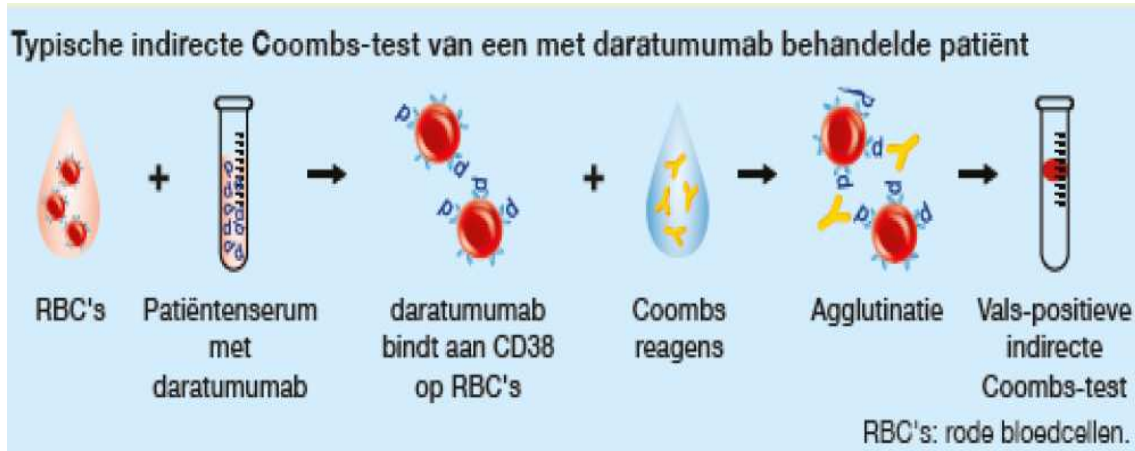 Typische indirecte Coombs-test van een met daratumumab behandelde patiënt
+
+
RBC's
Patiëntenserum
met
daratumumab
daratumumab
bindt aan CD38
op RBC's
Coombs
reagens
Agglutinatie
Vals-positieve
indirecte
Coombs-test
RBC's: rode bloedcellen.